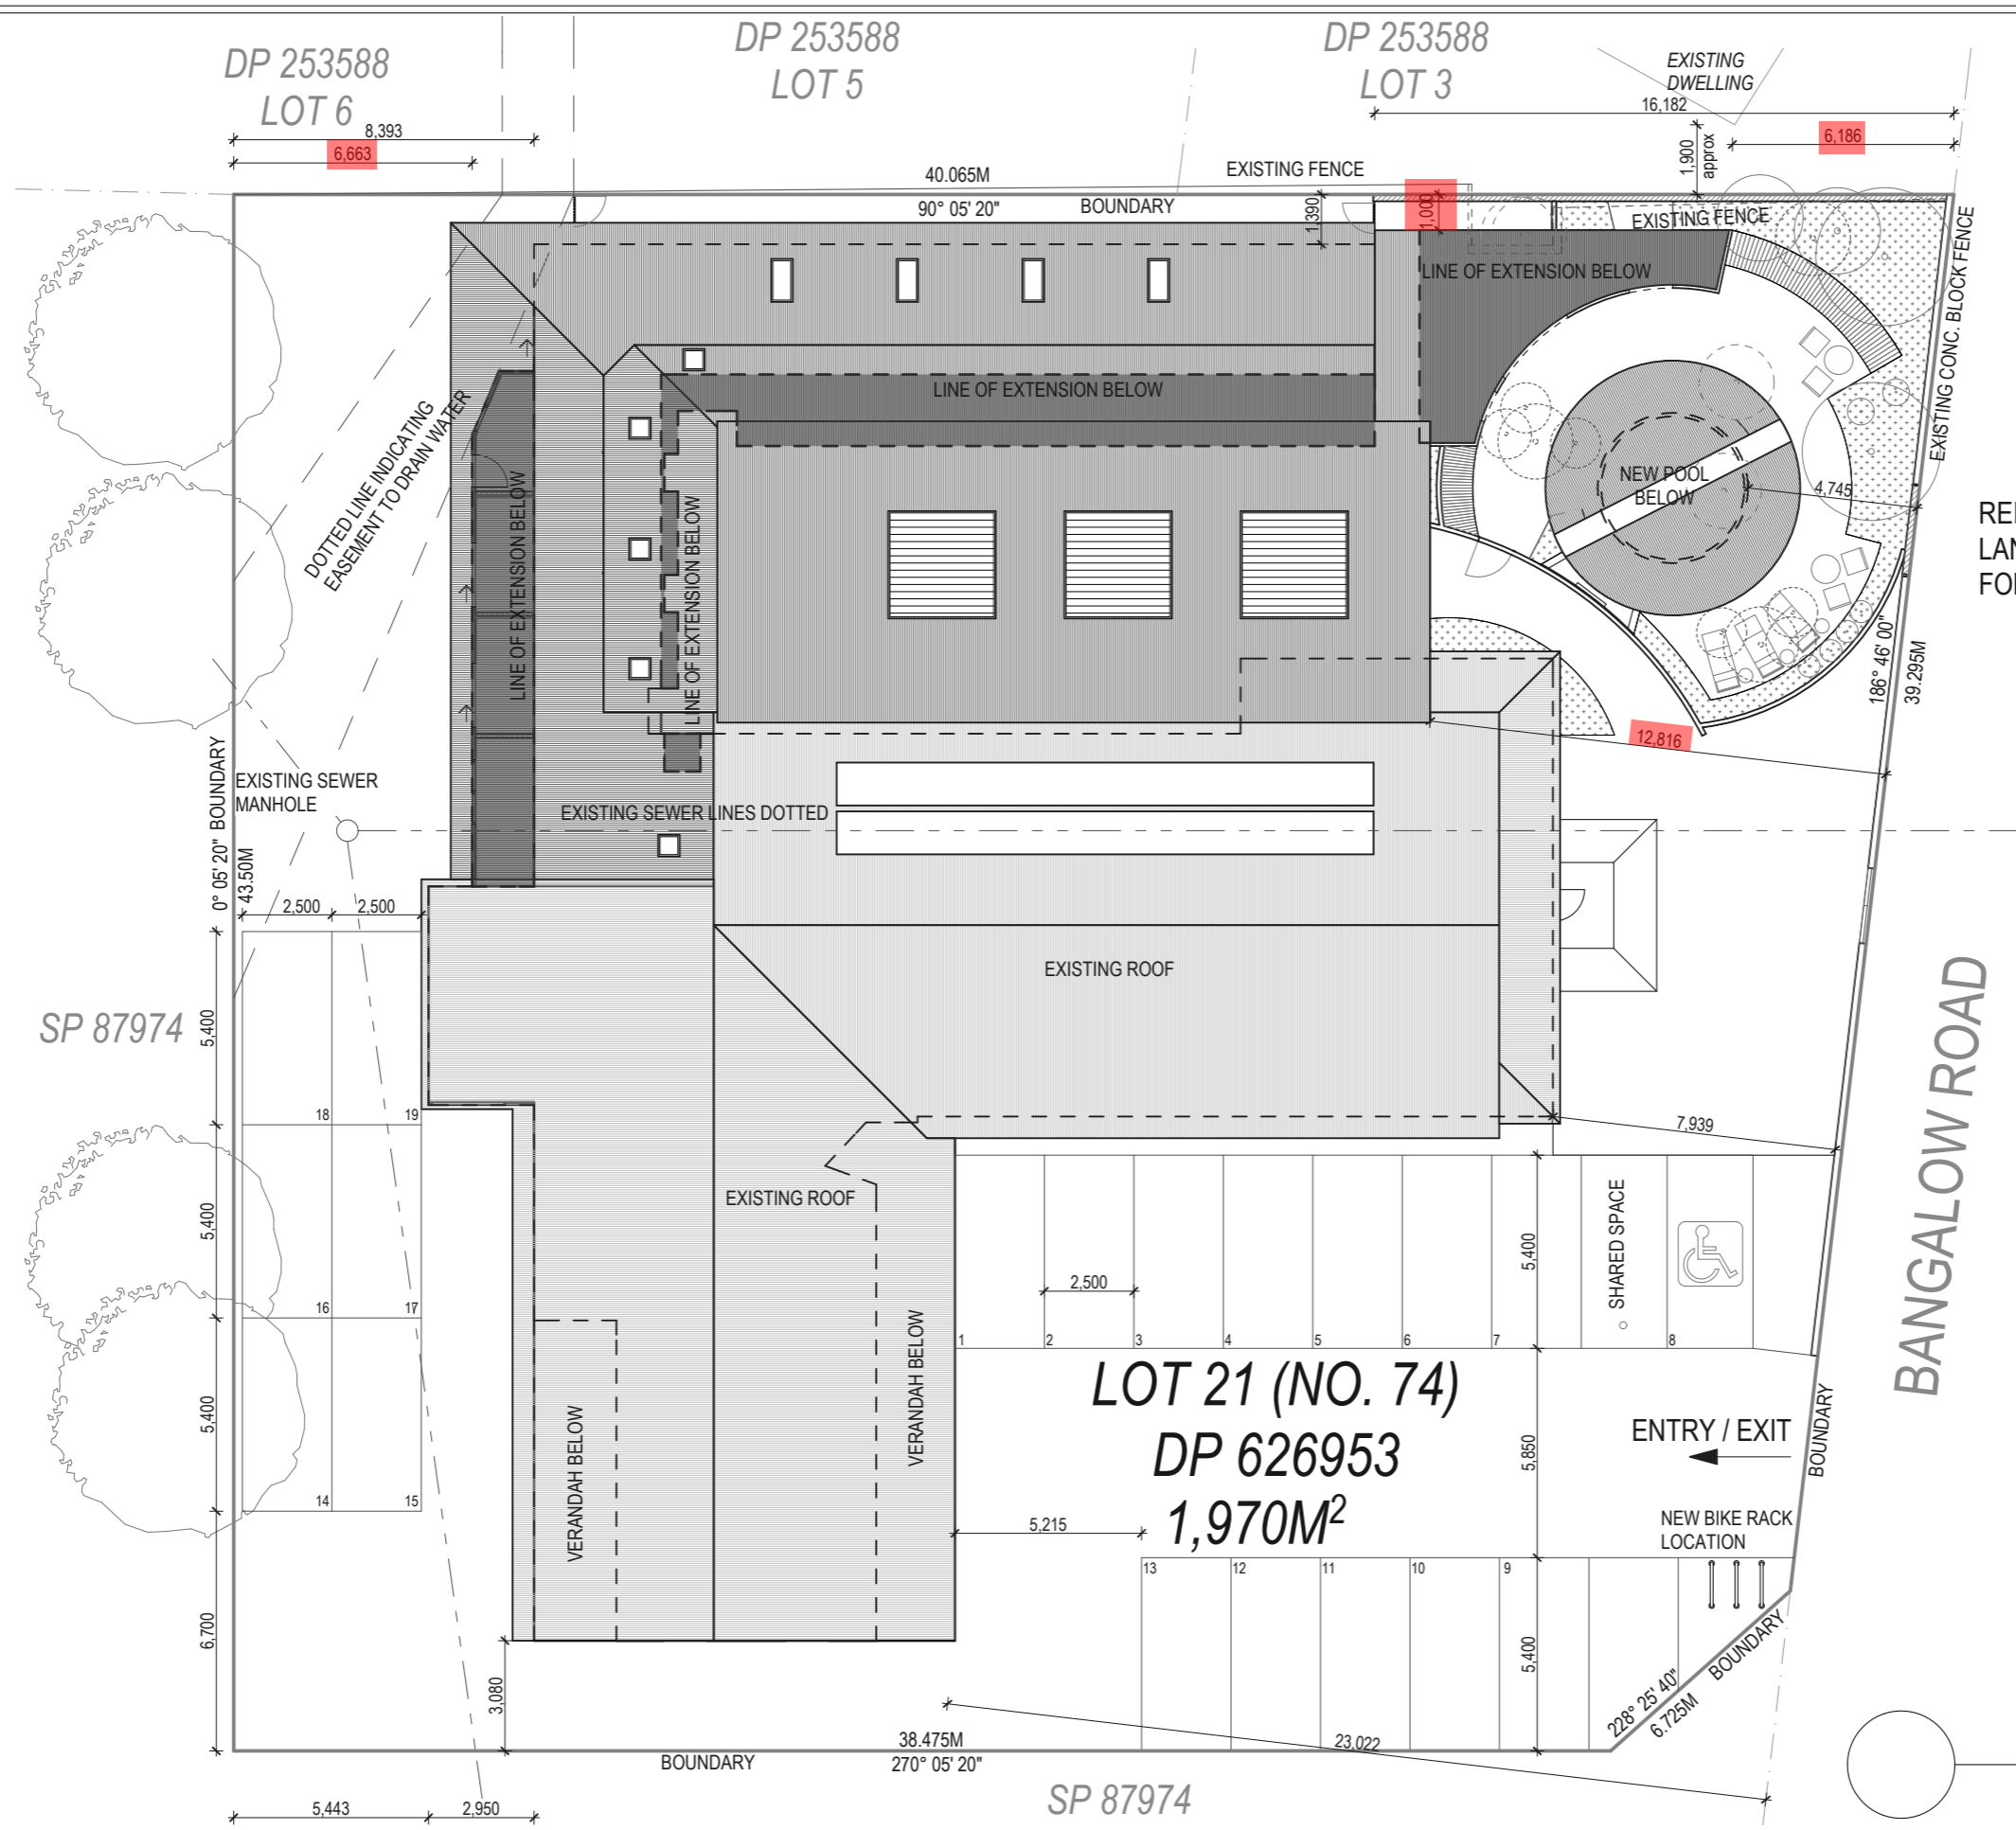 DP 253588
LOT 6
DP 253588
LOT 5
DP 253588
LOT 3
EXISTING
DWELLING
16,182
8,393
6,663
6,186
1,900
approx
40.065M
90° 05' 20"
BOUNDARY
EXISTING FENCE
1,390
1,000
EXISTING FENCE
EXISTING CONC. BLOCK FENCE
LINE OF EXTENSION BELOW
LINE OF EXTENSION BELOW
DOTTED LINE INDICATING
EASEMENT TO DRAIN WATER
LINE OF EXTENSION BELOW
LINE OF EXTENSION BELOW
NEW POOL
BELOW
4,745
186° 46' 00"
39.295M
12,816
0° 05' 20" BOUNDARY
43.50M
EXISTING SEWER
MANHOLE
EXISTING SEWER LINES DOTTED
2,500
2,500
EXISTING ROOF
SP 87974
5,400
18
19
7,939
BANGALOW ROAD
EXISTING ROOF
5,400
16
17
2,500
5,400
SHARED SPACE
1
2
3
4
5
6
7
8
VERANDAH BELOW
VERANDAH BELOW
5,400
14
15
LOT 21 (NO. 74)
DP 626953
1,970M²
ENTRY / EXIT
BOUNDARY
5,850
NEW BIKE RACK
LOCATION
5,215
13
12
11
10
9
6,700
3,080
5,400
228° 25' 40"
6.725M
BOUNDARY
38.475M
270° 05' 20"
BOUNDARY
23,022
SP 87974
5,443
2,950